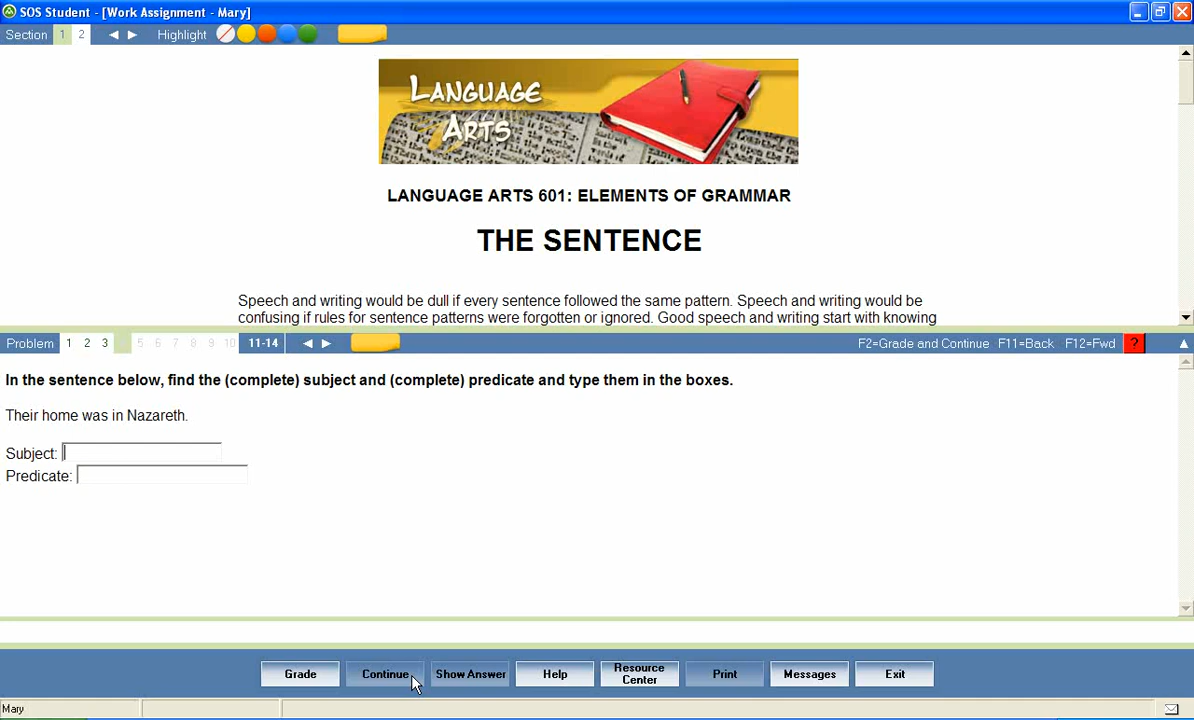 SOS Student - [Work Assignment - Mary]
Section 1 2 Highlight
LANGUAGE
ARTS
LANGUAGE ARTS 601: ELEMENTS OF GRAMMAR
THE SENTENCE
Speech and writing would be dull if every sentence followed the same pattern. Speech and writing would be
confusing if rules for sentence patterns were forgotten or ignored. Good speech and writing start with knowing
Problem 1 2 3 5 6 7 8 9 10 11-14 F2=Grade and Continue F11=Back F12=Fwd ?
In the sentence below, find the (complete) subject and (complete) predicate and type them in the boxes.
Their home was in Nazareth.
Subject:
Predicate:
Grade Continue Show Answer Help Resource Center Print Messages Exit
Mary